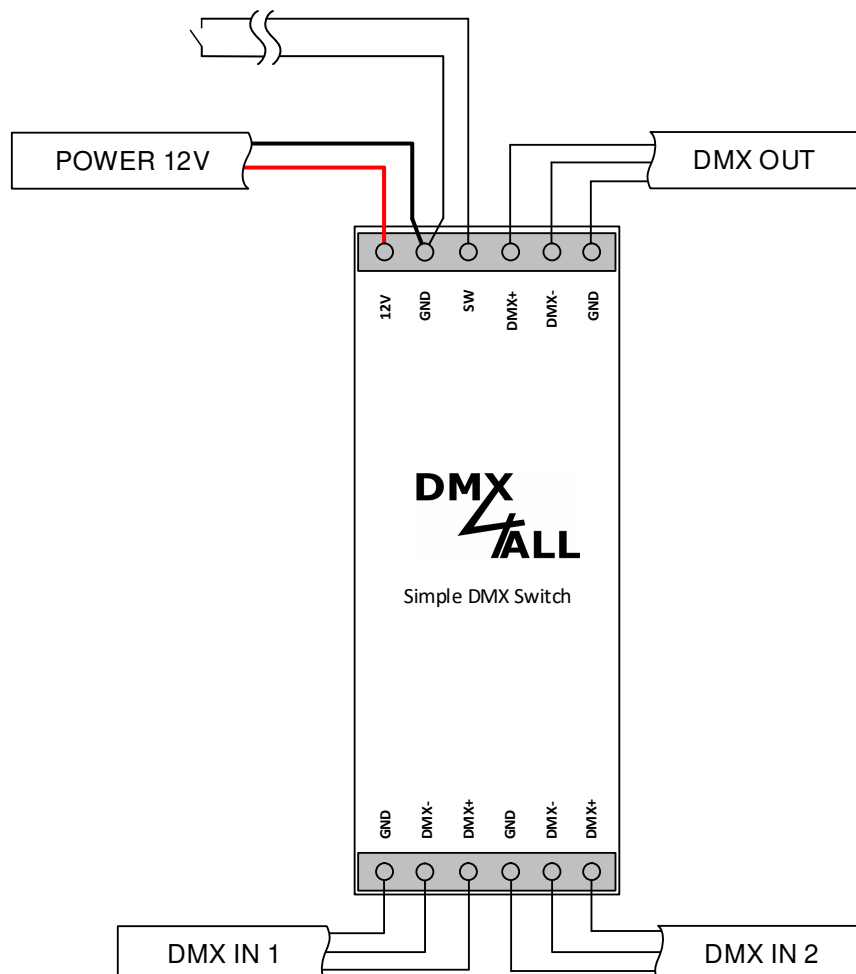 POWER 12V
DMX OUT
12V
GND
SW
DMX+
DMX-
GND
DMX
4
ALL
Simple DMX Switch
GND
DMX-
DMX+
GND
DMX-
DMX+
DMX IN 1
DMX IN 2